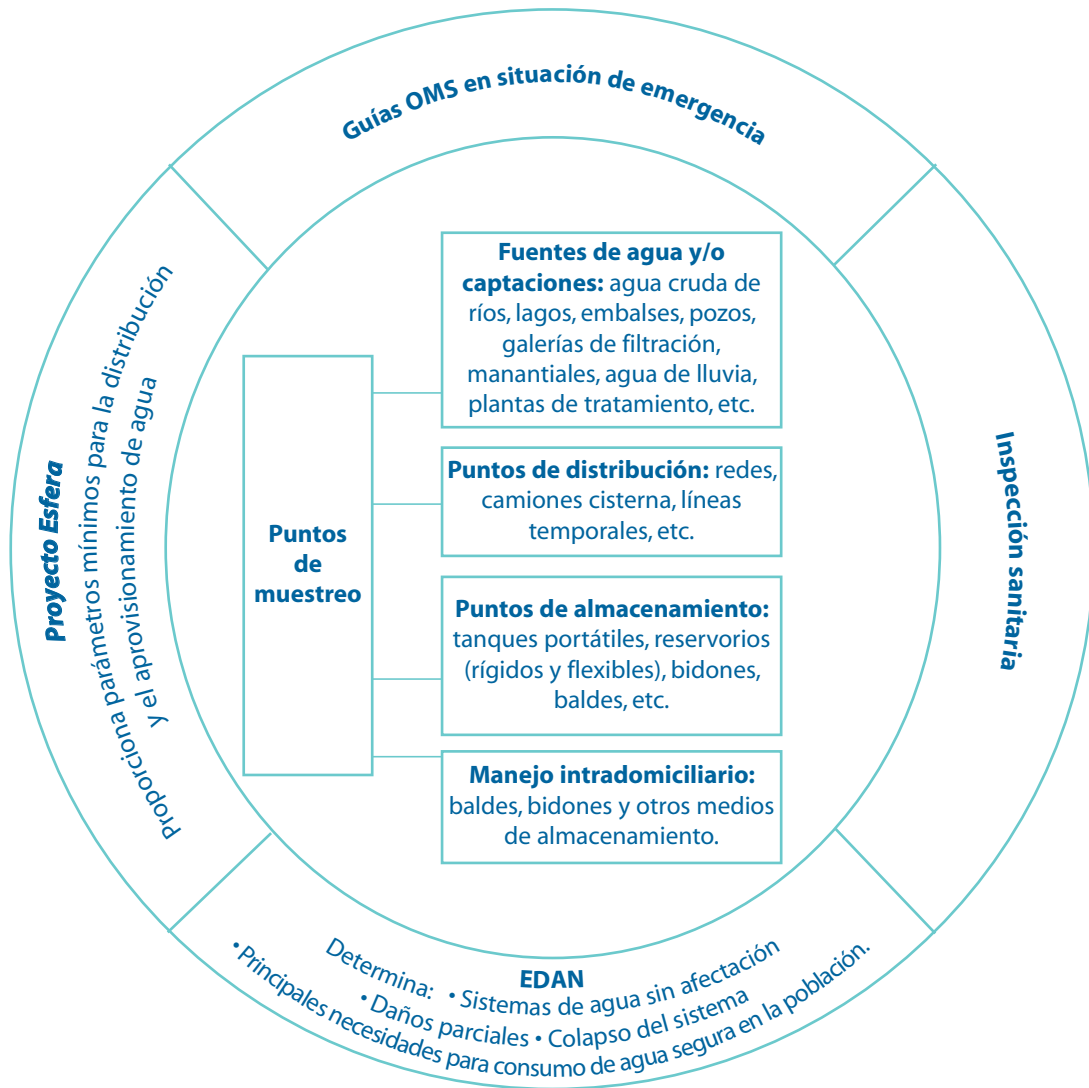 Guías OMS en situación de emergencia
Proyecto Esfera
Proporciona parámetros mínimos para la distribución
y el aprovisionamiento de agua
Puntos
de
muestreo
Fuentes de agua y/o
captaciones: agua cruda de
ríos, lagos, embalses, pozos,
galerías de filtración,
manantiales, agua de lluvia,
plantas de tratamiento, etc.
Puntos de distribución: redes,
camiones cisterna, líneas
temporales, etc.
Puntos de almacenamiento:
tanques portátiles, reservorios
(rígidos y flexibles), bidones,
baldes, etc.
Manejo intradomiciliario:
baldes, bidones y otros medios
de almacenamiento.
Inspección sanitaria
EDAN
Determina: • Sistemas de agua sin afectación
• Daños parciales • Colapso del sistema
• Principales necesidades para consumo de agua segura en la población.